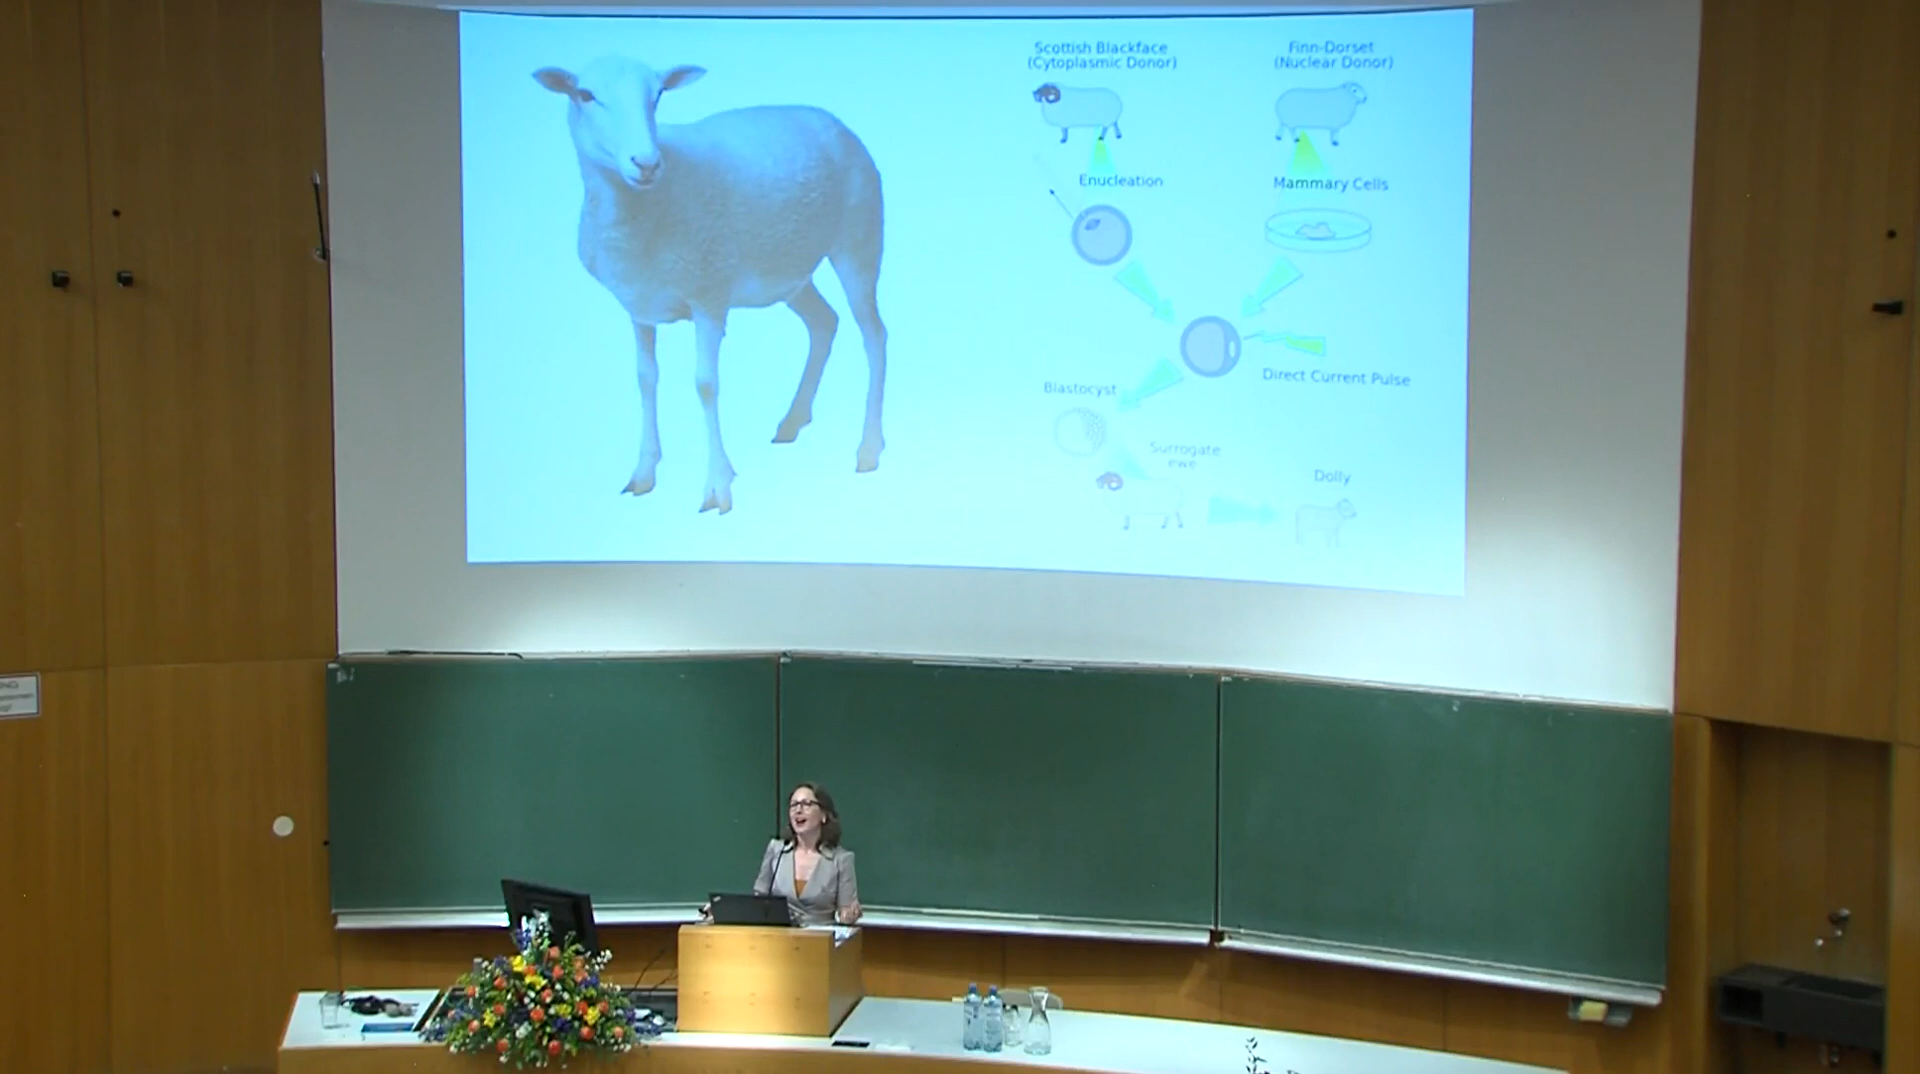 Scottish Blackface
(Cytoplasmic Donor)
Finn-Dorset
(Nuclear Donor)
Enucleation
Mammary Cells
Direct Current Pulse
Blastocyst
Surrogate
ewe
Dolly